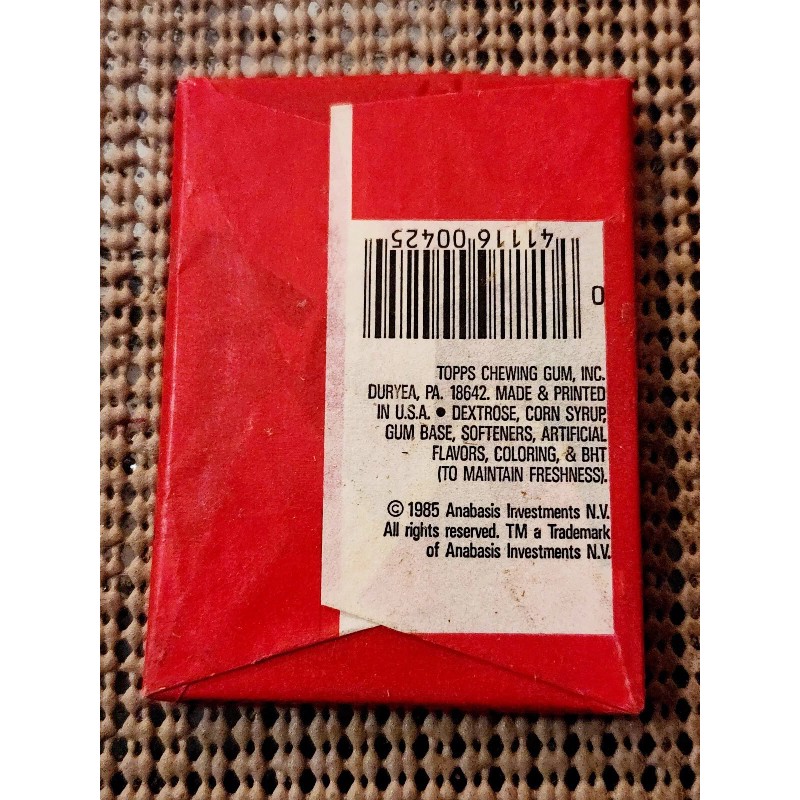 41116 00425
0
TOPPS CHEWING GUM, INC.
DURYEA, PA. 18642. MADE & PRINTED
IN U.S.A. • DEXTROSE, CORN SYRUP,
GUM BASE, SOFTENERS, ARTIFICIAL
FLAVORS, COLORING, & BHT
(TO MAINTAIN FRESHNESS).
© 1985 Anabasis Investments N.V.
All rights reserved. TM a Trademark
of Anabasis Investments N.V.